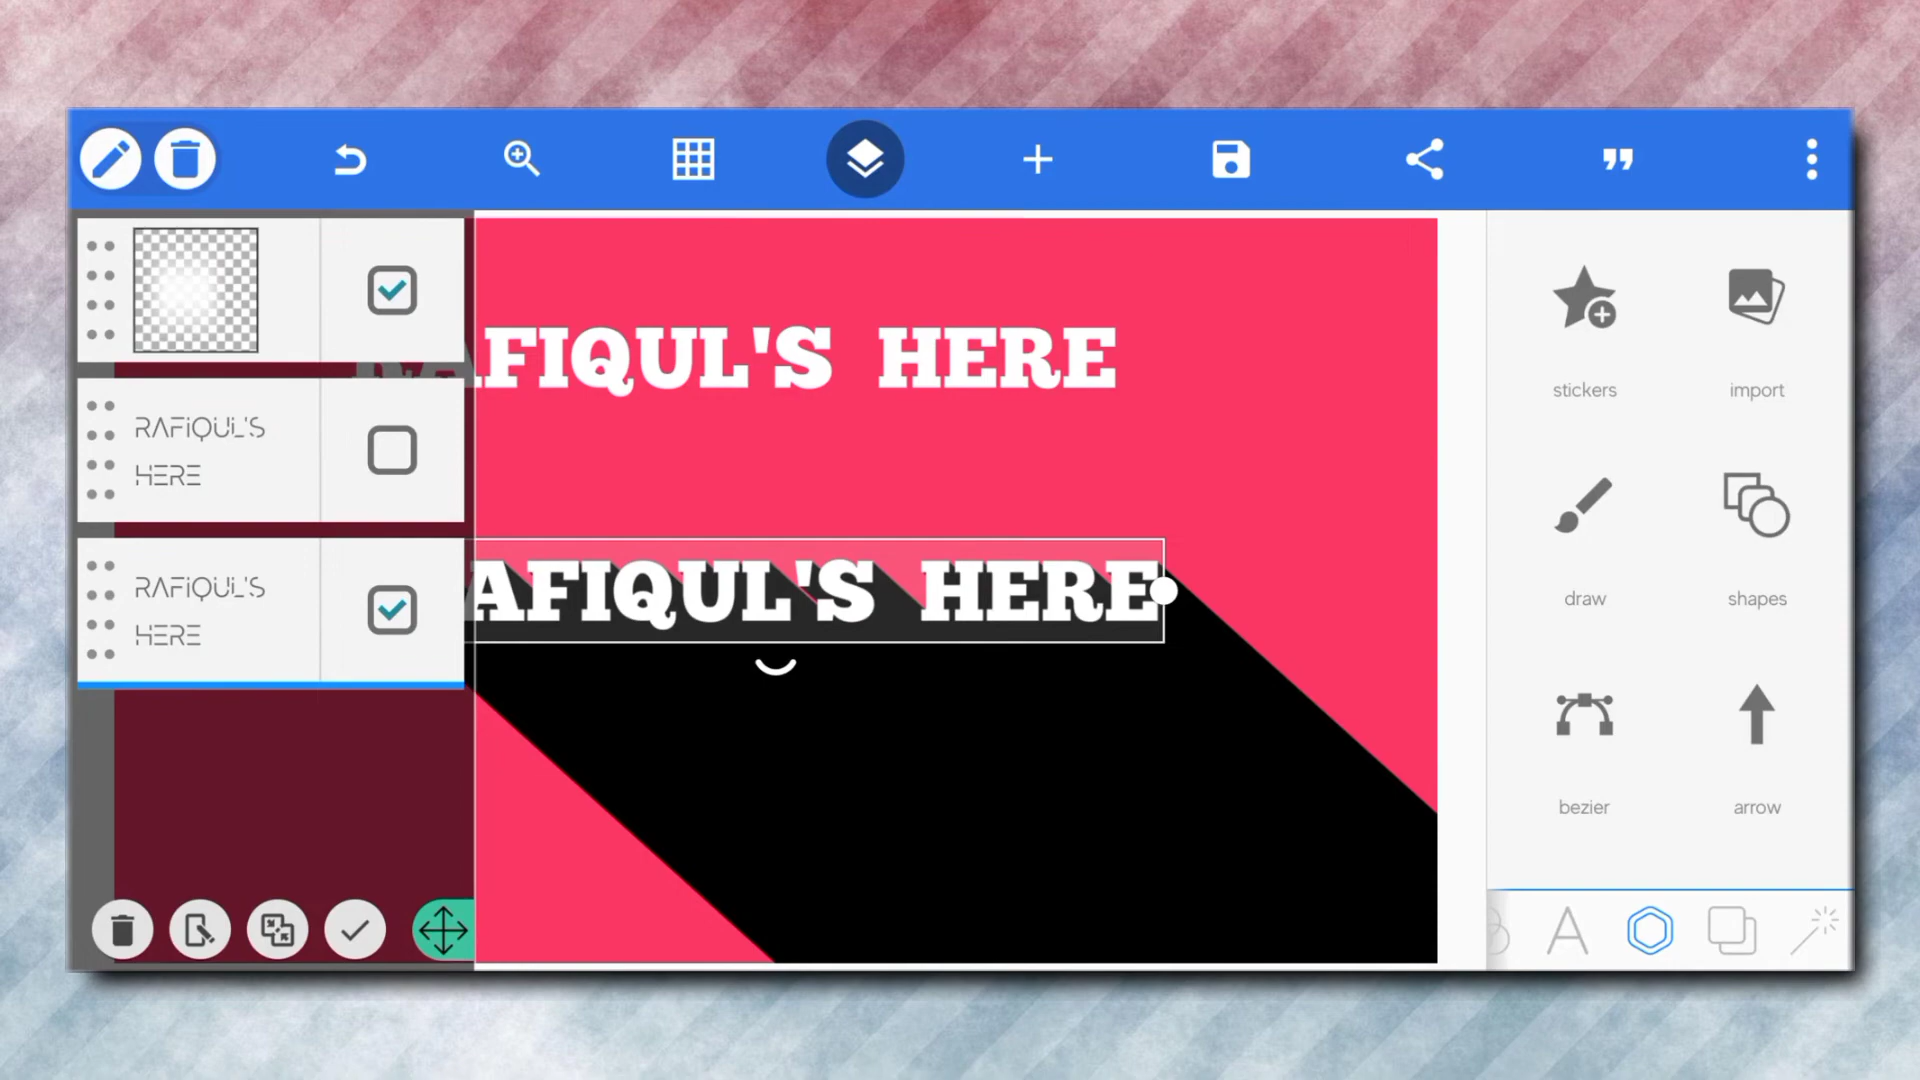 RAFIQUL'S
HERE
RAFIQUL'S
HERE
AFIQUL'S HERE
AFIQUL'S HERE
stickers
import
draw
shapes
bezier
arrow